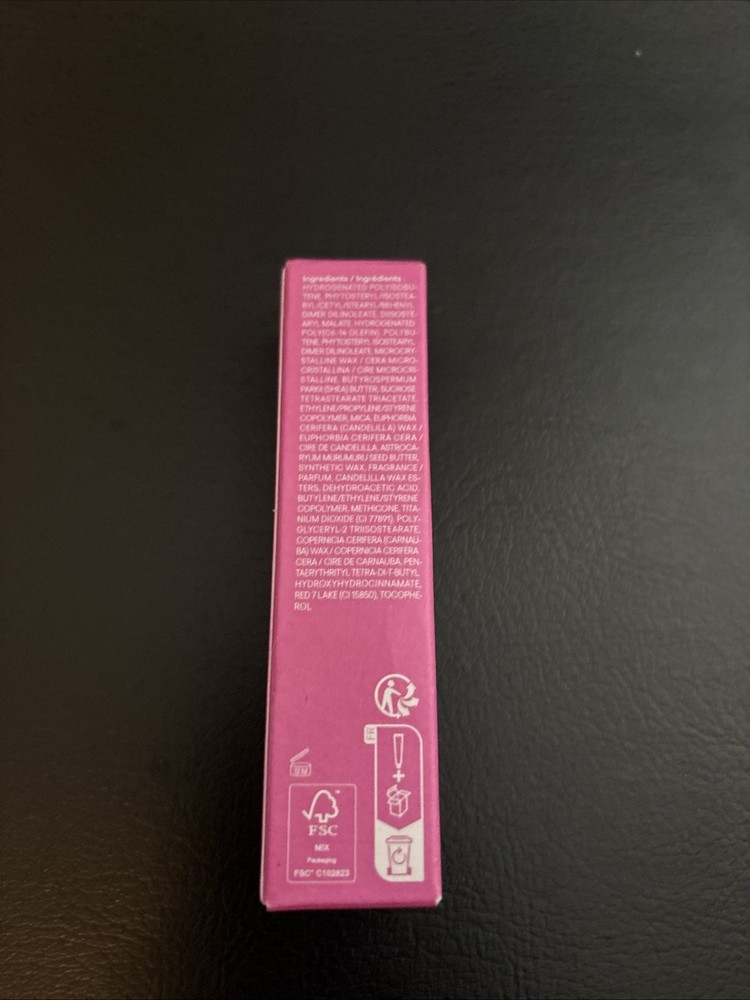 Ingredients / Ingrédients :
HYDROGENATED POLYISOBU-
TENE, PHYTOSTERYL/ISOSTEA-
RYL/CETYL/STEARYL/BEHENYL
DIMER DILINOLEATE, DIISOSTE-
ARYL MALATE, HYDROGENATED
POLY(C6-14 OLEFIN), POLYBU-
TENE, PHYTOSTERYL ISOSTEARYL
DIMER DILINOLEATE, MICROCRY-
STALLINE WAX / CERA MICRO-
CRISTALLINA / CIRE MICROCRI-
STALLINE, BUTYROSPERMUM
PARKII (SHEA) BUTTER, SUCROSE
TETRASTEARATE TRIACETATE,
ETHYLENE/PROPYLENE/STYRENE
COPOLYMER, MICA, EUPHORBIA
CERIFERA (CANDELILLA) WAX /
EUPHORBIA CERIFERA CERA /
CIRE DE CANDELILLA, ASTROCA-
RYUM MURUMURU SEED BUTTER,
SYNTHETIC WAX, FRAGRANCE /
PARFUM, CANDELILLA WAX ES-
TERS, DEHYDROACETIC ACID,
BUTYLENE/ETHYLENE/STYRENE
COPOLYMER, METHICONE, TITA-
NIUM DIOXIDE (CI 77891), POLY-
GLYCERYL-2 TRIISOSTEARATE,
COPERNICIA CERIFERA (CARNAU-
BA) WAX / COPERNICIA CERIFERA
CERA / CIRE DE CARNAUBA, PEN-
TAERYTHRITYL TETRA-DI-T-BUTYL
HYDROXYHYDROCINNAMATE,
RED 7 LAKE (CI 15850), TOCOPHE-
ROL
FR
FSC
MIX
Packaging
FSC® C102823